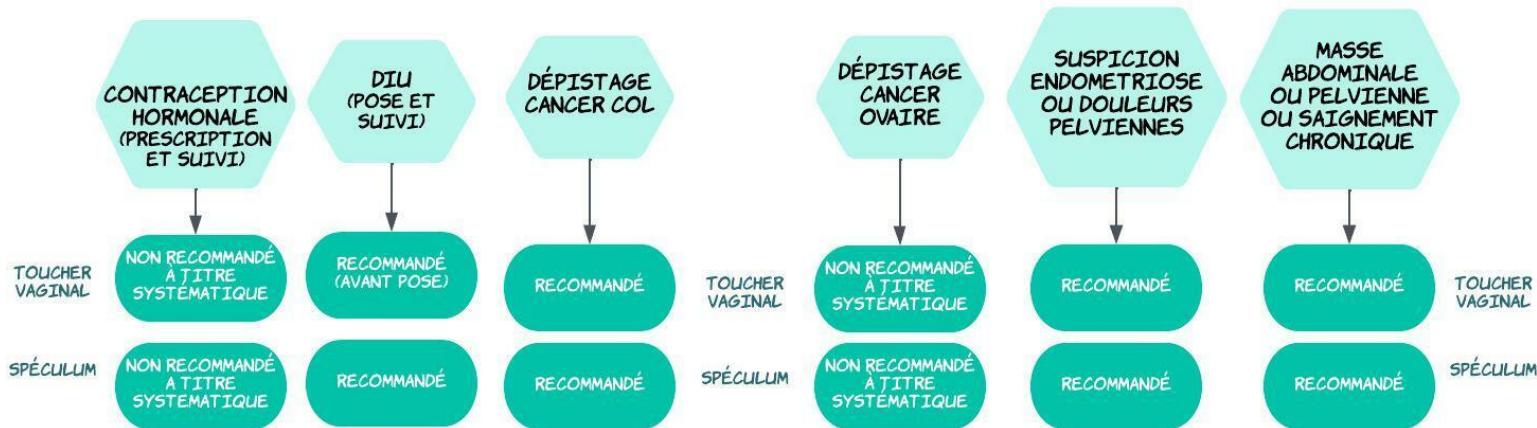 CONTRACEPTION
HORMONALE
(PRESCRIPTION
ET SUIVI)
DIU
(POSE ET
SUIVI)
DÉPISTAGE
CANCER COL
DÉPISTAGE
CANCER
OVAIRE
SUSPICION
ENDOMETRIOSE
OU DOULEURS
PELVIENNES
MASSE
ABDOMINALE
OU PELVIENNE
OU SAIGNEMENT
CHRONIQUE
TOUCHER
VAGINAL
NON RECOMMANDÉ
À TITRE
SYSTÉMATIQUE
RECOMMANDÉ
(AVANT POSE)
RECOMMANDÉ
TOUCHER
VAGINAL
NON RECOMMANDÉ
À TITRE
SYSTÉMATIQUE
RECOMMANDÉ
RECOMMANDÉ
TOUCHER
VAGINAL
SPÉCULUM
NON RECOMMANDÉ
À TITRE
SYSTÉMATIQUE
RECOMMANDÉ
RECOMMANDÉ
SPÉCULUM
NON RECOMMANDÉ
À TITRE
SYSTÉMATIQUE
RECOMMANDÉ
RECOMMANDÉ
SPÉCULUM